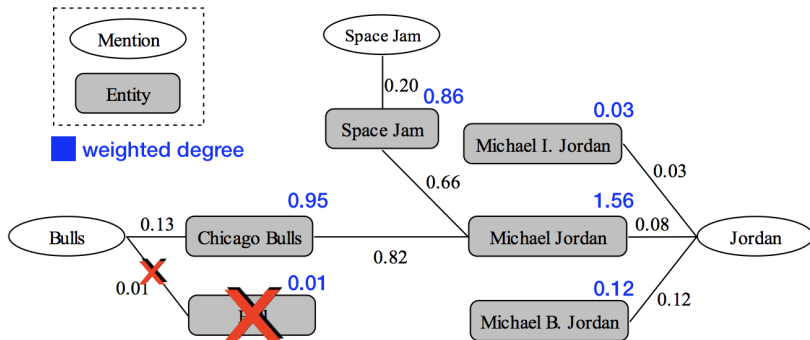 Mention
Space Jam
Entity
0.20
0.86
0.03
Space Jam
Michael I. Jordan
weighted degree
0.66
0.03
0.95
1.56
Bulls
0.13
Chicago Bulls
0.82
Michael Jordan
0.08
Jordan
0.01
0.01
0.12
0.12
Michael B. Jordan